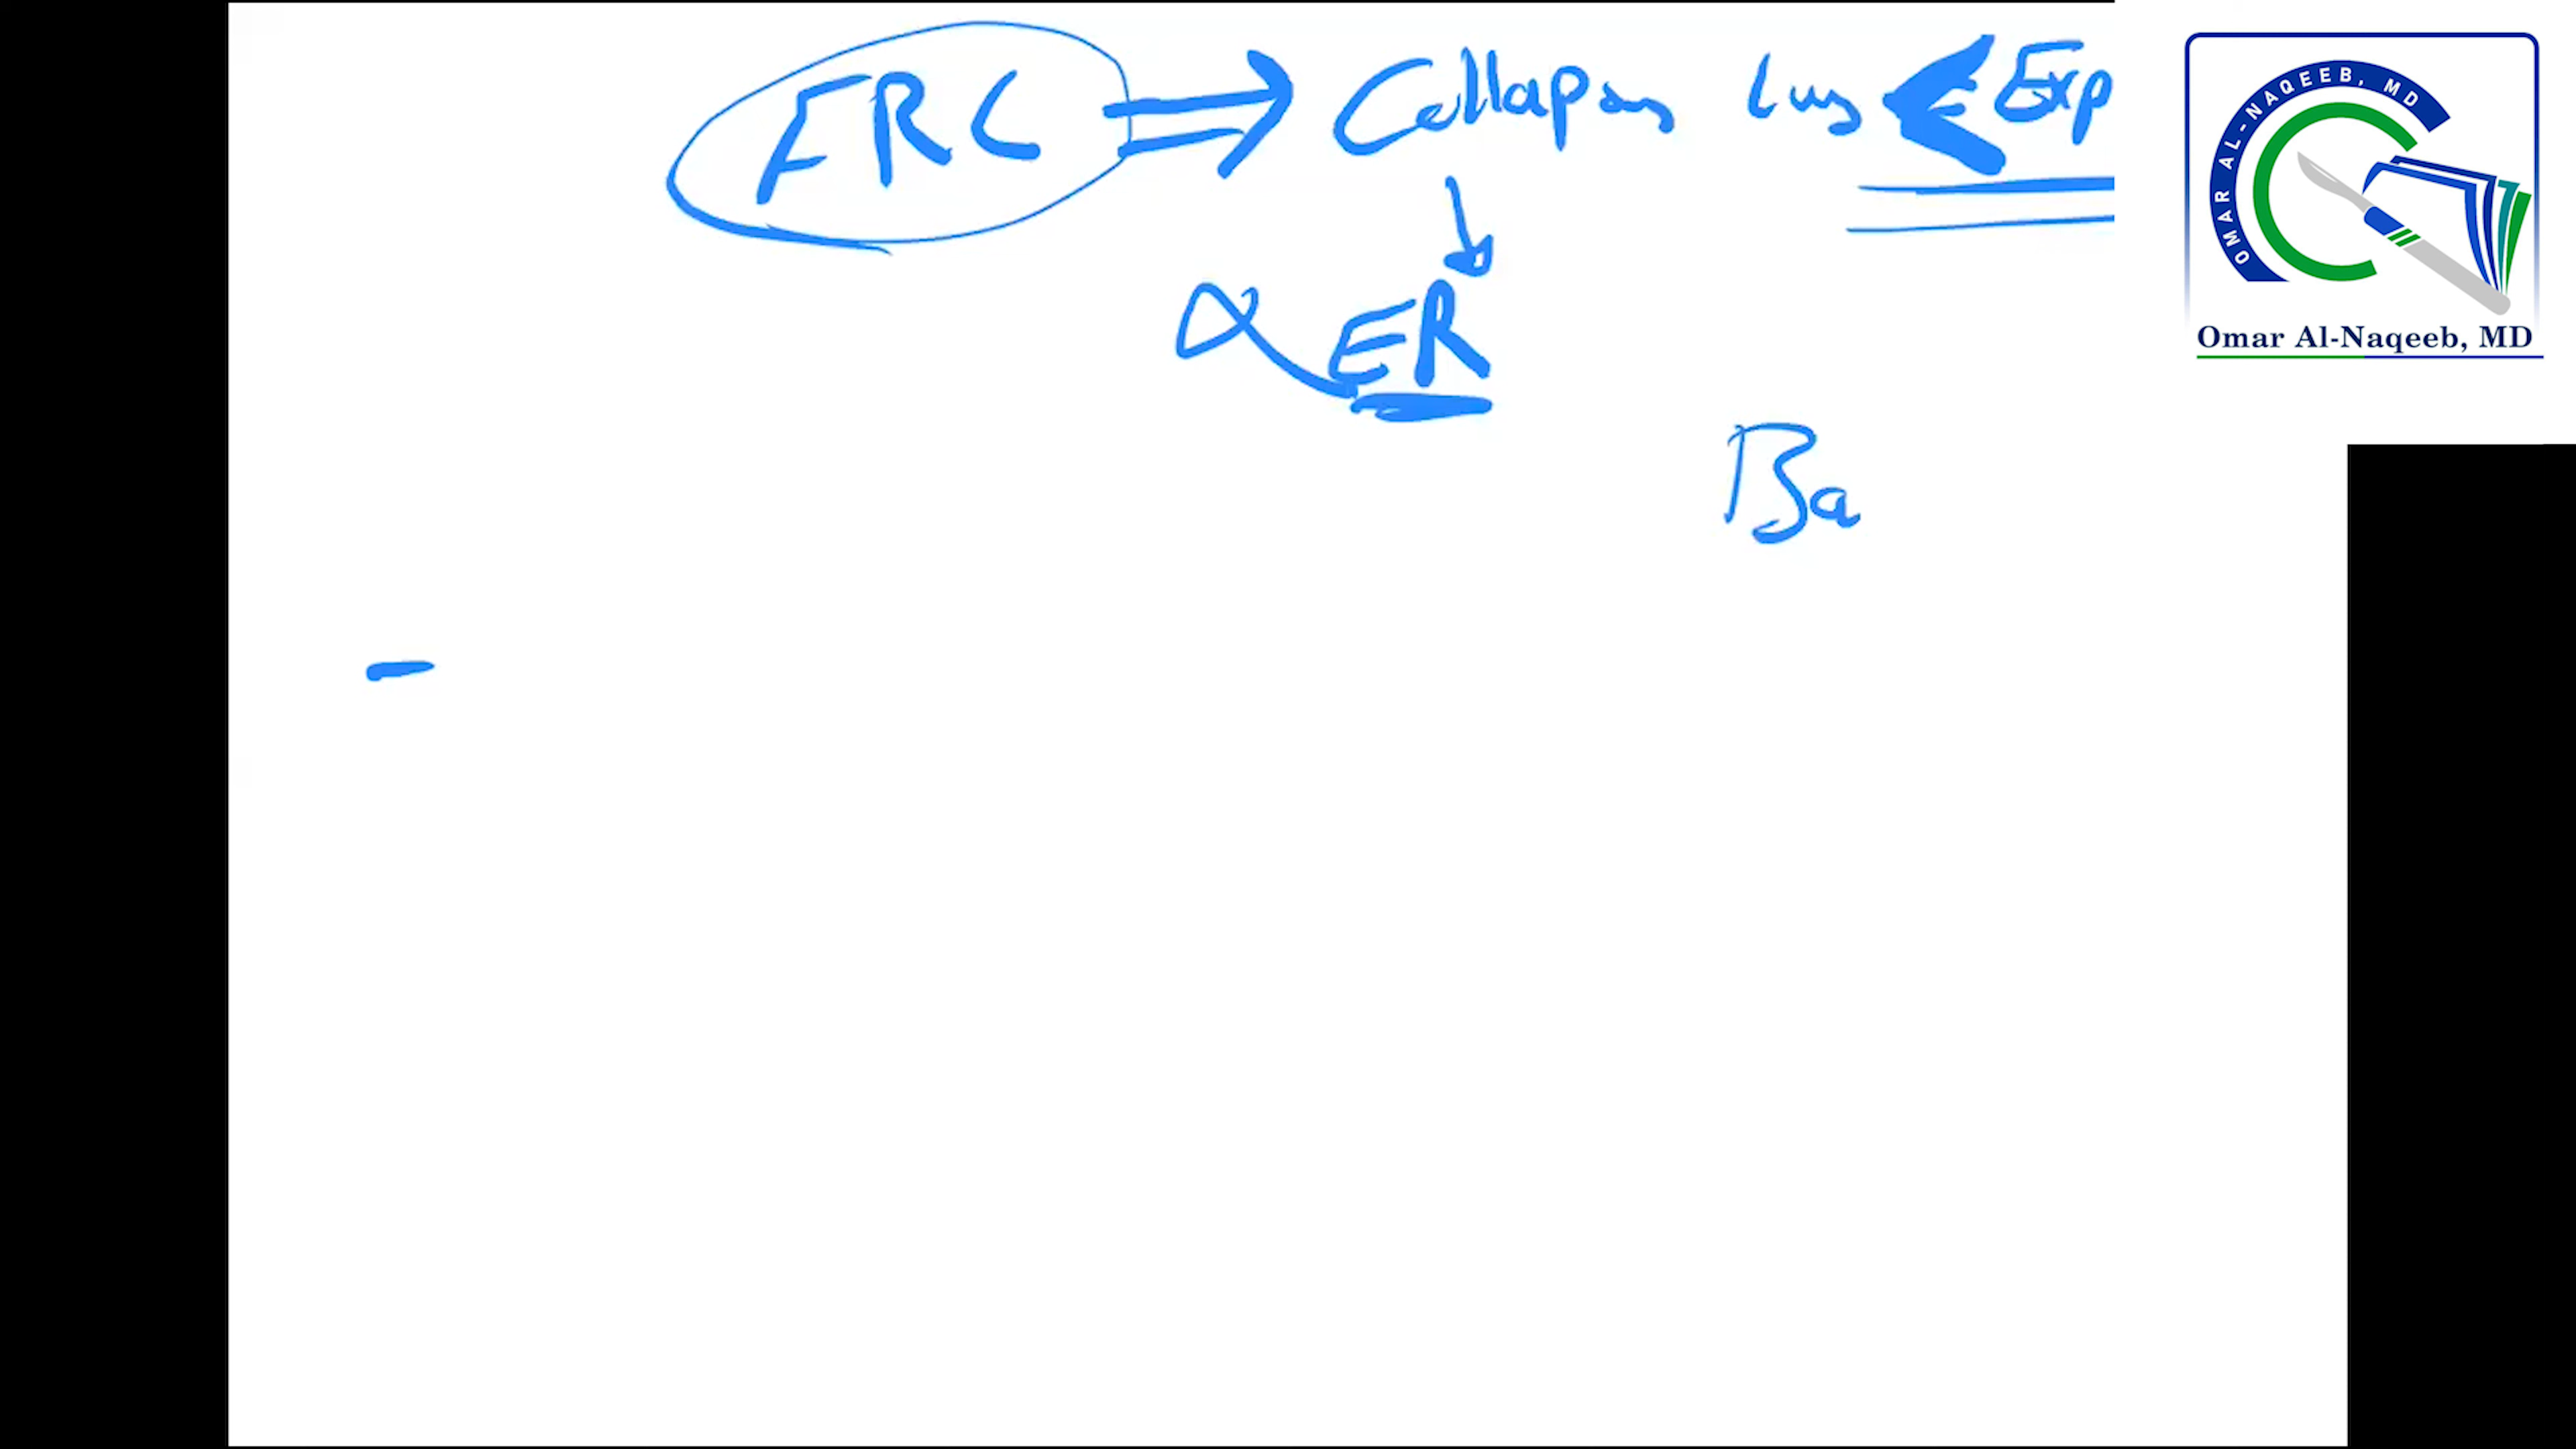 FRC ⇒ Collapsing lung ⇐ Exp
↓
∝ ER
Ba
-
OMAR AL-NAQEEB, MD
Omar Al-Naqeeb, MD